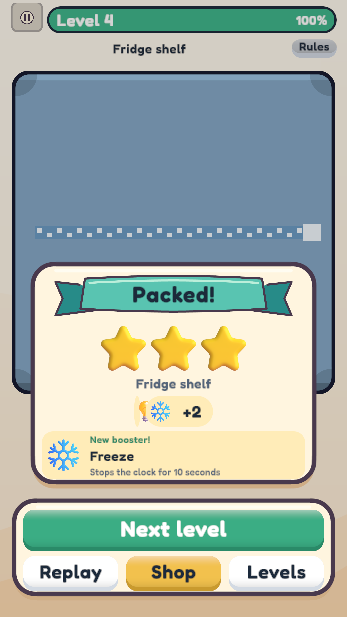 Level 4
100%
Fridge shelf
Rules
Packed!
Fridge shelf
+2
New booster!
Freeze
Stops the clock for 10 seconds
Next level
Replay
Shop
Levels